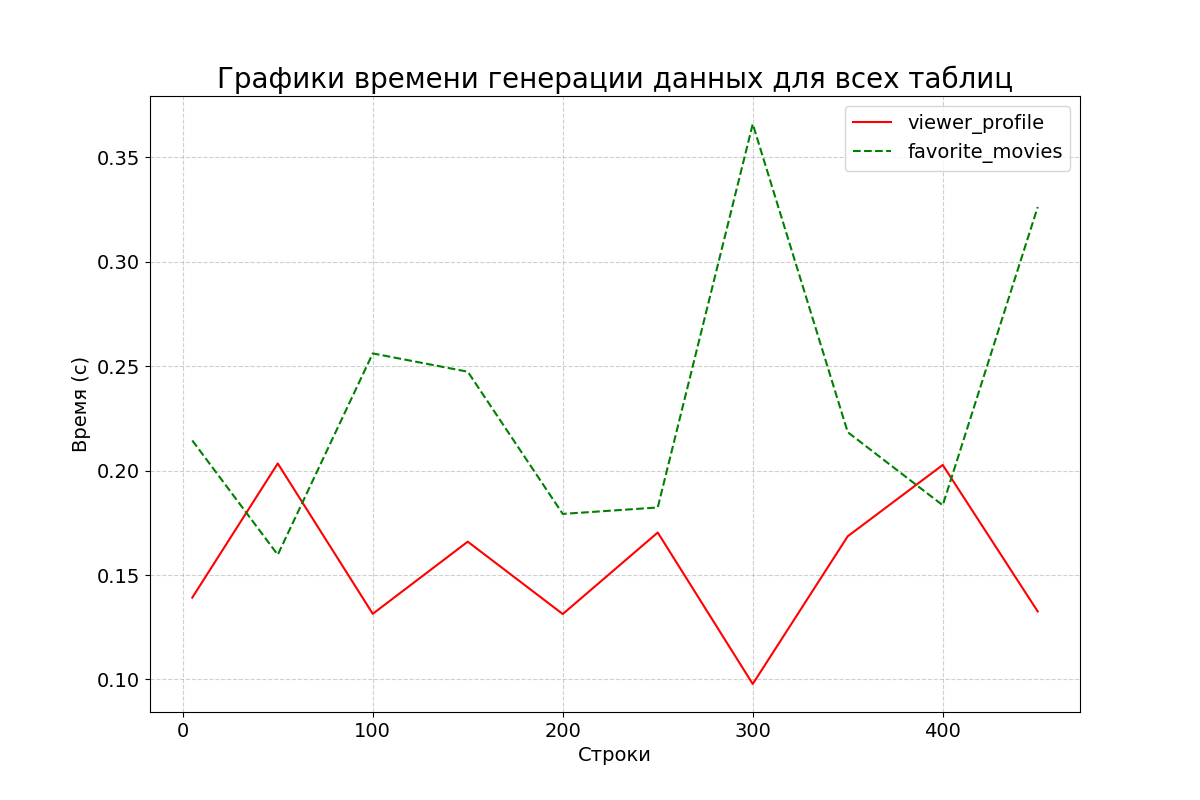 Графики времени генерации данных для всех таблиц
viewer_profile
favorite_movies
0.35
0.30
0.25
0.20
0.15
0.10
Время (с)
0 100 200 300 400
Строки